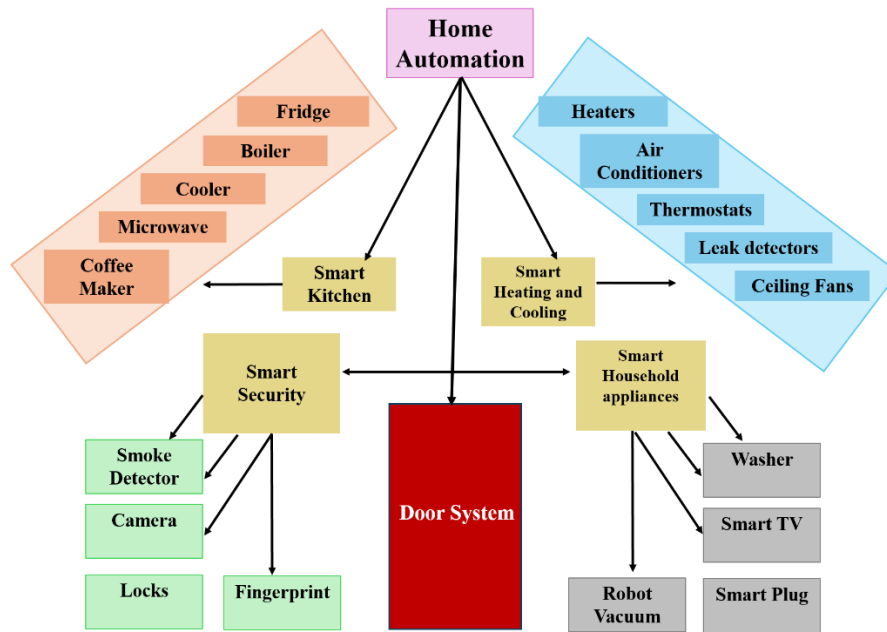 Home
Automation
Fridge
Boiler
Cooler
Microwave
Coffee
Maker
Heaters
Air
Conditioners
Thermostats
Leak detectors
Ceiling Fans
Smart
Kitchen
Smart
Heating and
Cooling
Smart
Security
Smart
Household
appliances
Smoke
Detector
Camera
Locks
Fingerprint
Door System
Washer
Smart TV
Robot
Vacuum
Smart Plug